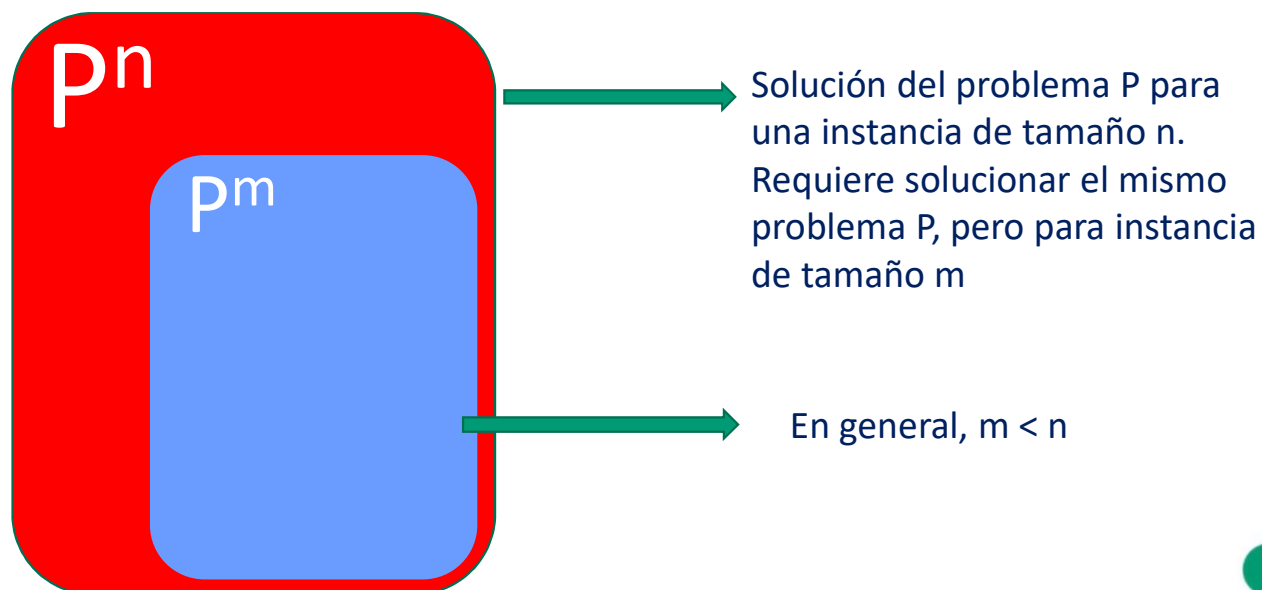 Pⁿ
Pᵐ
Solución del problema P para
una instancia de tamaño n.
Requiere solucionar el mismo
problema P, pero para instancia
de tamaño m
En general, m < n